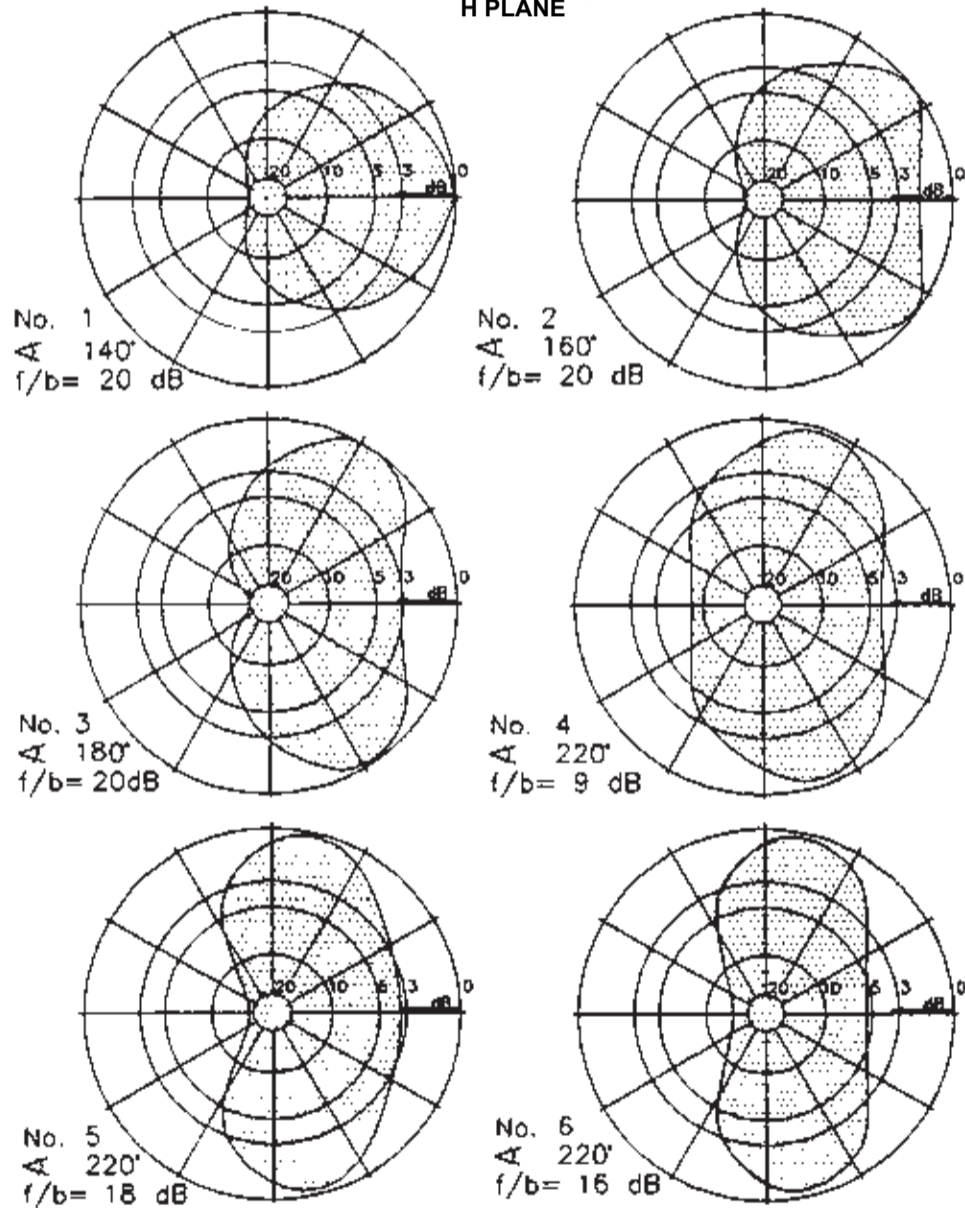 H PLANE
20 10 5 3 0
dB
20 10 5 3 0
dB
No. 1
∢ 140°
f/b= 20 dB
No. 2
∢ 160°
f/b= 20 dB
20 10 5 3 0
dB
20 10 5 3 0
dB
No. 3
∢ 180°
f/b= 20dB
No. 4
∢ 220°
f/b= 9 dB
20 10 5 3 0
dB
20 10 5 3 0
dB
No. 5
∢ 220°
f/b= 18 dB
No. 6
∢ 220°
f/b= 16 dB